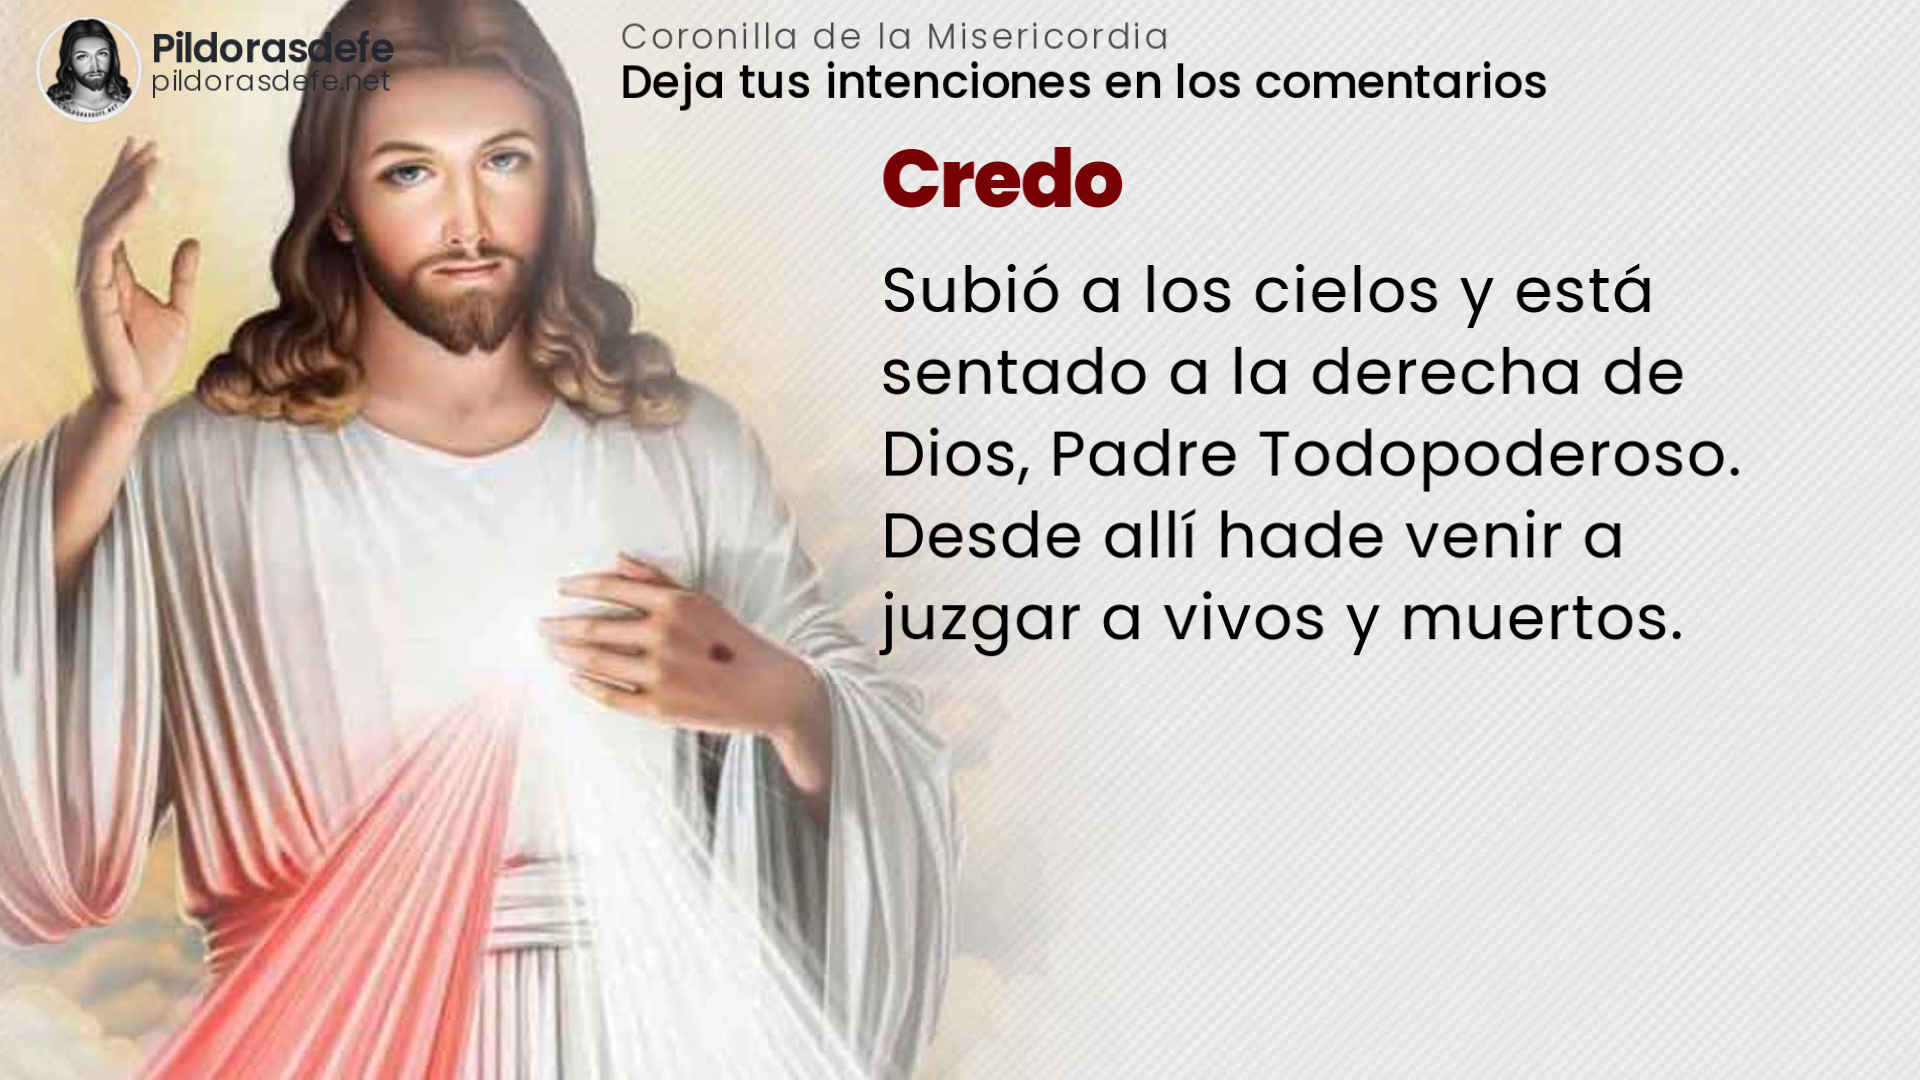 Pildorasdefe
pildorasdefe.net
Coronilla de la Misericordia
Deja tus intenciones en los comentarios
Credo
Subió a los cielos y está
sentado a la derecha de
Dios, Padre Todopoderoso.
Desde allí hade venir a
juzgar a vivos y muertos.